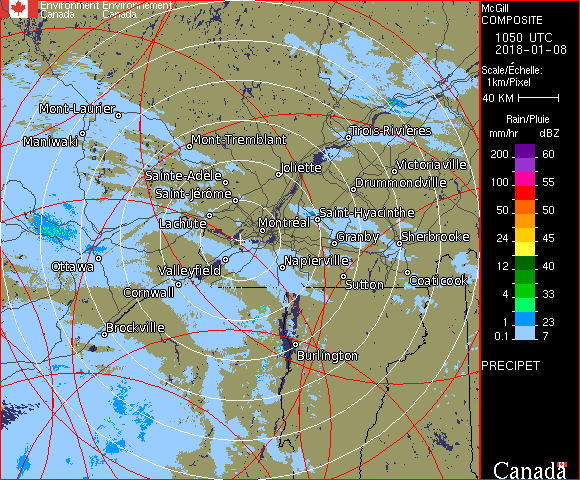 Environment Environnement
Canada Canada
McGill
COMPOSITE
1050 UTC
2018-01-08
Scale/Échelle:
1km/Pixel
40 KM
Rain/Pluie
mm/hr dBZ
200 60
100 55
50 50
24 45
12 40
4 33
1 23
0.1 7
PRECIPET
Canada
Mont-Laurier
Maniwaki
Mont-Tremblant
Trois-Rivières
Sainte-Adèle
Joliette
Victoriaville
Saint-Jérôme
Drummondville
Lachute
Montréal
Saint-Hyacinthe
Granby
Sherbrooke
Ottawa
Valleyfield
Napierville
Cornwall
Sutton
Coaticook
Brockville
Burlington